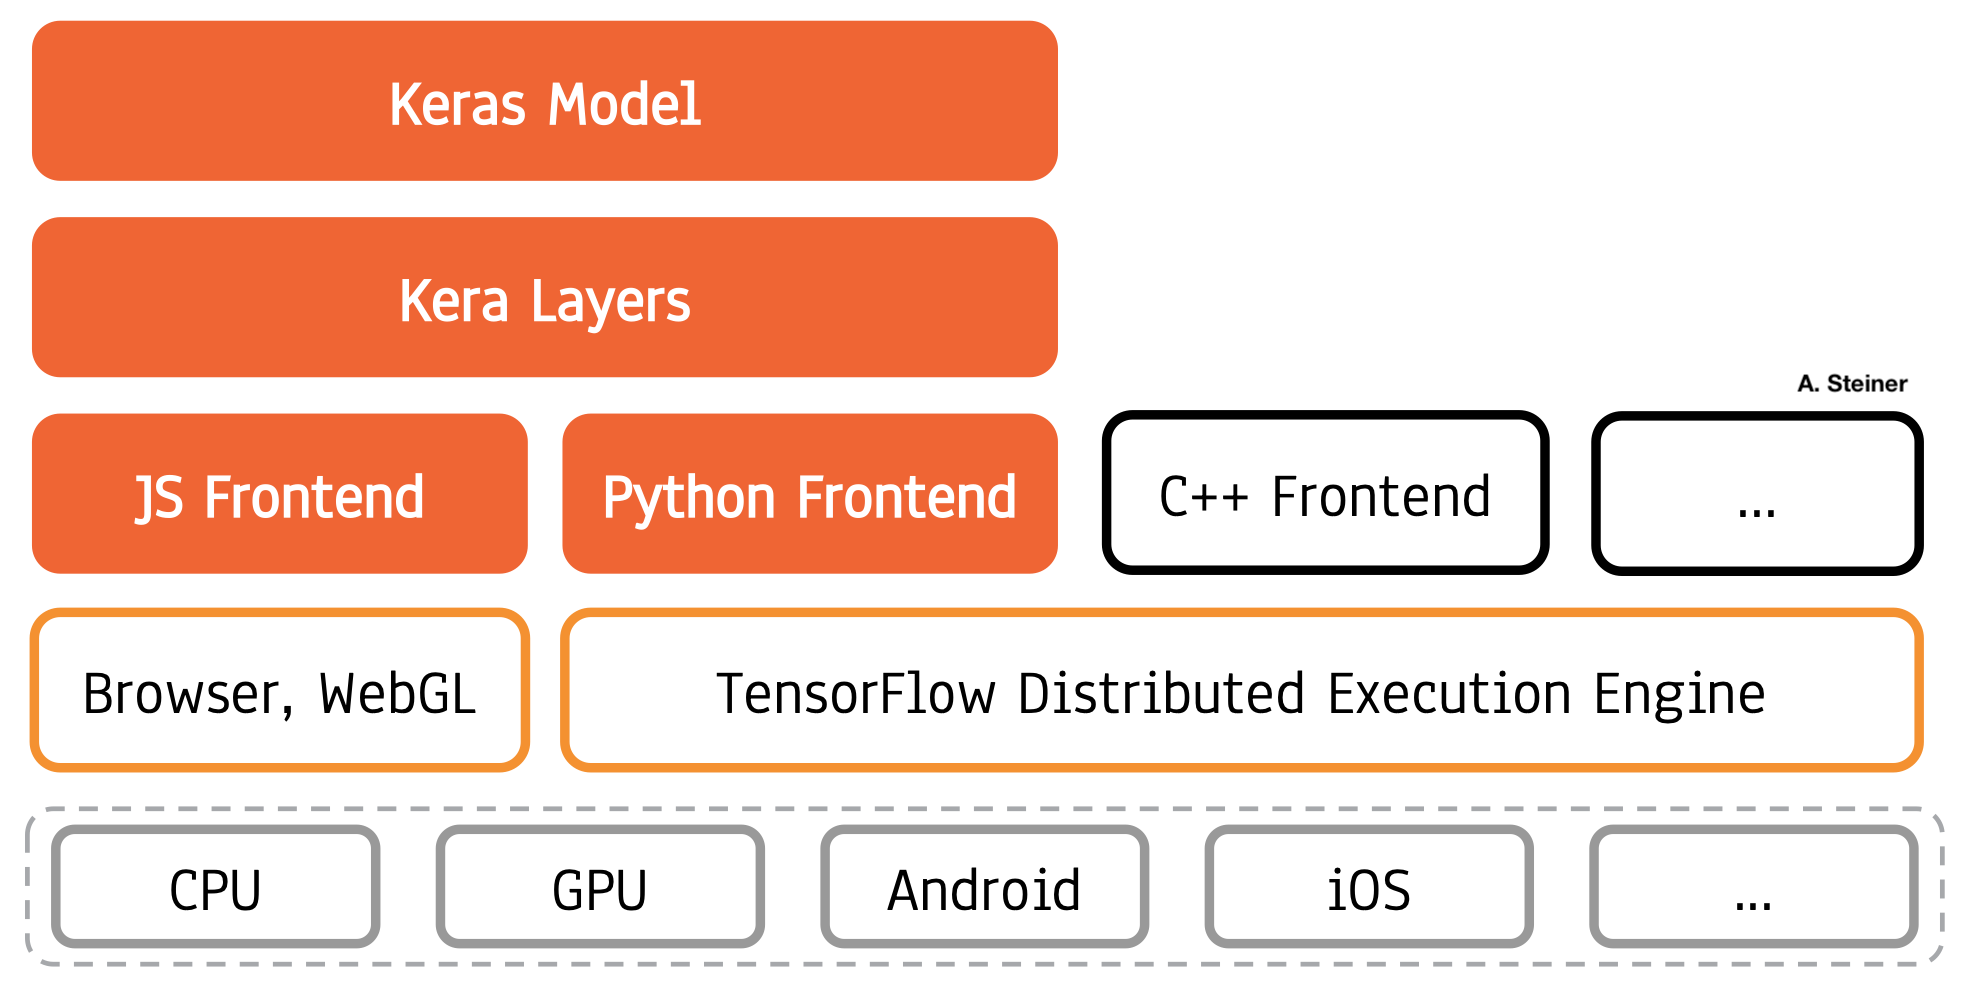 Keras Model
Kera Layers
A. Steiner
JS Frontend
Python Frontend
C++ Frontend
...
Browser, WebGL
TensorFlow Distributed Execution Engine
CPU
GPU
Android
iOS
...